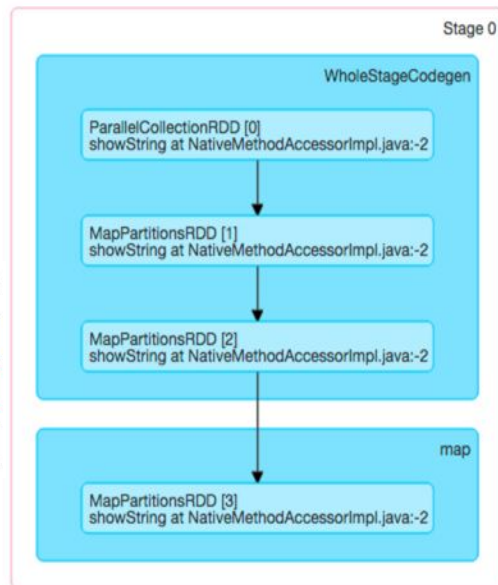 Stage 0
WholeStageCodegen
ParallelCollectionRDD [0]
showString at NativeMethodAccessorImpl.java:-2
MapPartitionsRDD [1]
showString at NativeMethodAccessorImpl.java:-2
MapPartitionsRDD [2]
showString at NativeMethodAccessorImpl.java:-2
map
MapPartitionsRDD [3]
showString at NativeMethodAccessorImpl.java:-2